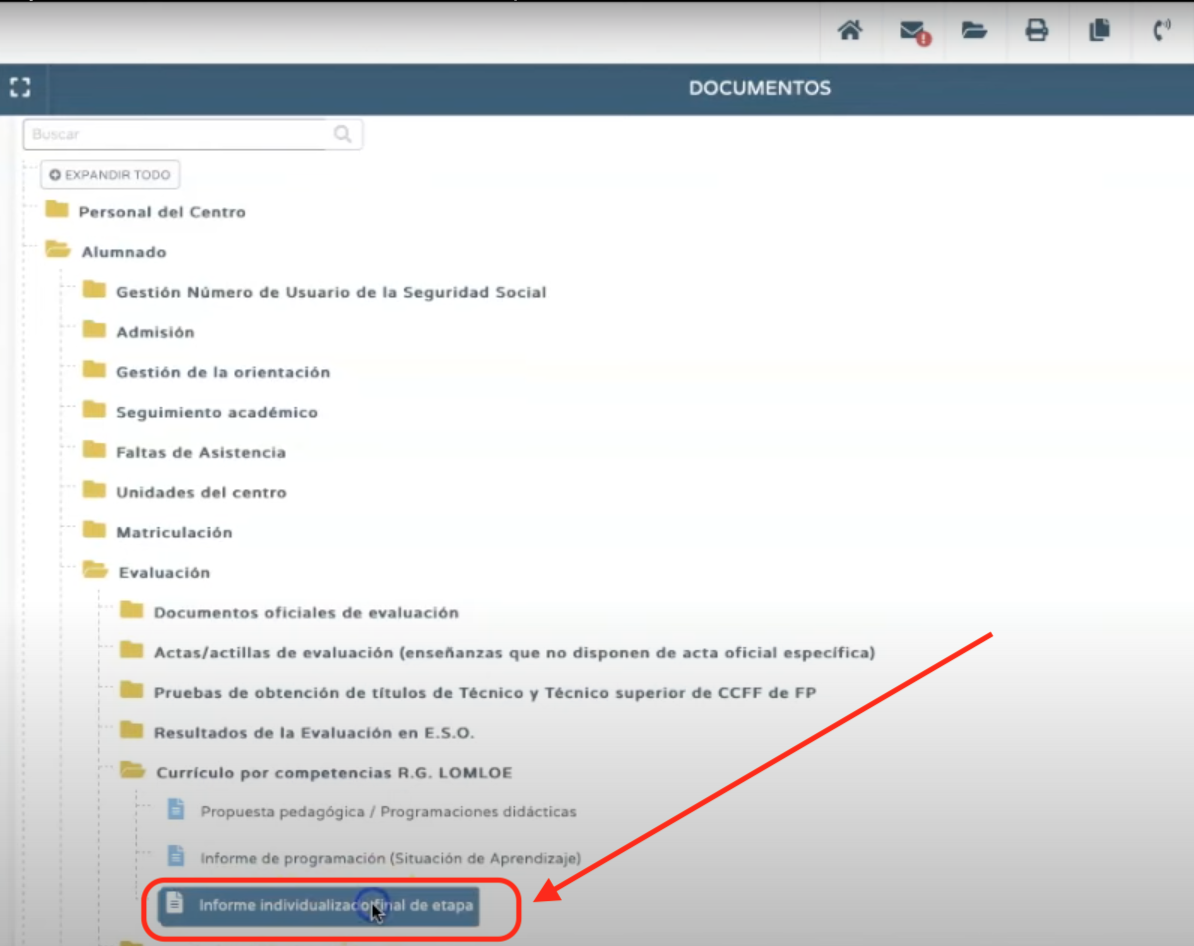 DOCUMENTOS
Buscar
EXPANDIR TODO
Personal del Centro
Alumnado
Gestión Número de Usuario de la Seguridad Social
Admisión
Gestión de la orientación
Seguimiento académico
Faltas de Asistencia
Unidades del centro
Matriculación
Evaluación
Documentos oficiales de evaluación
Actas/actillas de evaluación (enseñanzas que no disponen de acta oficial específica)
Pruebas de obtención de títulos de Técnico y Técnico superior de CCFF de FP
Resultados de la Evaluación en E.S.O.
Currículo por competencias R.G. LOMLOE
Propuesta pedagógica / Programaciones didácticas
Informe de programación (Situación de Aprendizaje)
Informe individualizado final de etapa